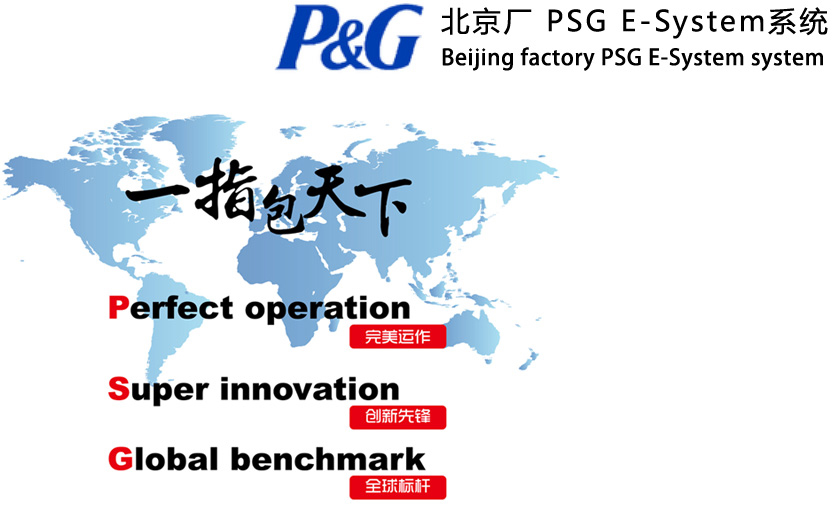 P&G
北京厂 PSG E-System系统
Beijing factory PSG E-System system
一指包天下
Perfect operation
完美运作
Super innovation
创新先锋
Global benchmark
全球标杆